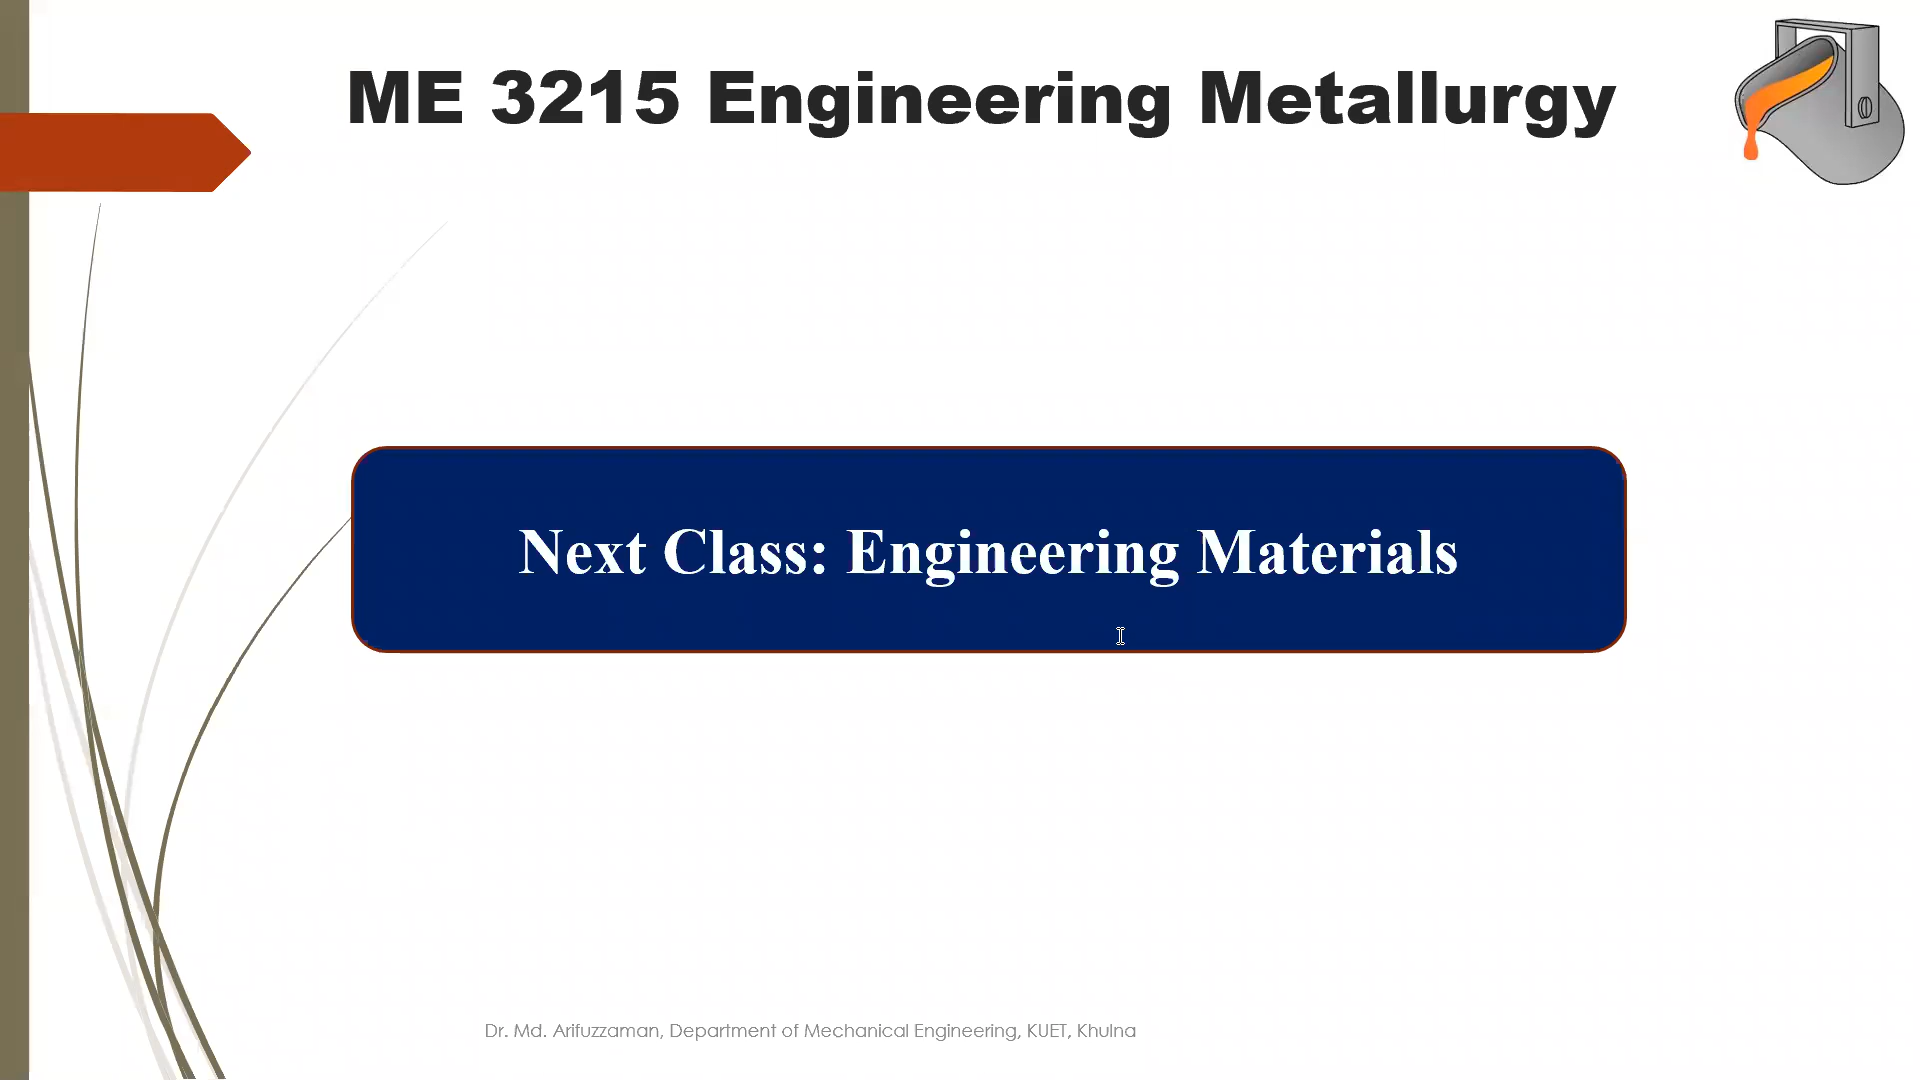 ME 3215 Engineering Metallurgy
Next Class: Engineering Materials
Dr. Md. Arifuzzaman, Department of Mechanical Engineering, KUET, Khulna